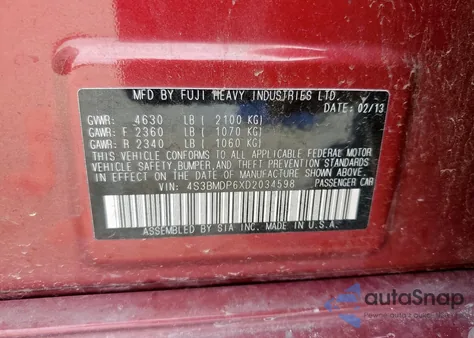 MFD BY FUJI HEAVY INDUSTRIES LTD.
DATE: 02/13
GVWR: 4630 LB ( 2100 KG)
GAWR: F 2360 LB ( 1070 KG)
GAWR: R 2340 LB ( 1060 KG)
THIS VEHICLE CONFORMS TO ALL APPLICABLE FEDERAL MOTOR
VEHICLE SAFETY, BUMPER, AND THEFT PREVENTION STANDARDS
IN EFFECT ON THE DATE OF MANUFACTURE SHOWN ABOVE.
VIN: 4S3BMDP6XD2034598 PASSENGER CAR
ASSEMBLED BY SIA INC. MADE IN U.S.A.
autoSnap